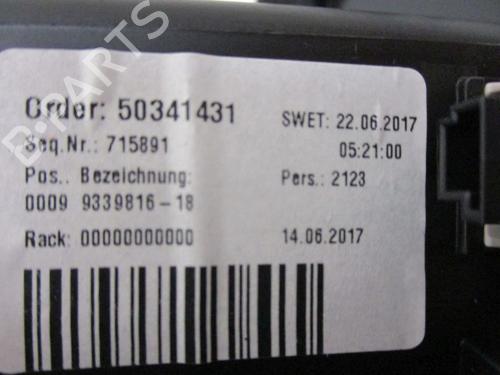 B-PARTS
Order: 50341431
SWET: 22.06.2017
Seq.Nr.: 715891
05:21:00
Pos.. Bezeichnung:
Pers.: 2123
0009 9339816-18
Rack: 00000000000
14.06.2017